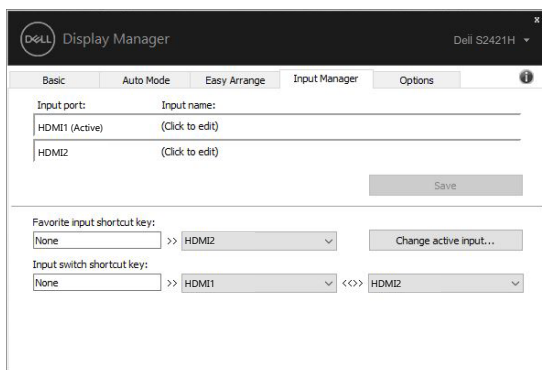 x
DELL Display Manager Dell S2421H
Basic Auto Mode Easy Arrange Input Manager Options i
Input port: Input name:
HDMI1 (Active) (Click to edit)
HDMI2 (Click to edit)
Save
Favorite input shortcut key:
None >> HDMI2 Change active input...
Input switch shortcut key:
None >> HDMI1 <<>> HDMI2